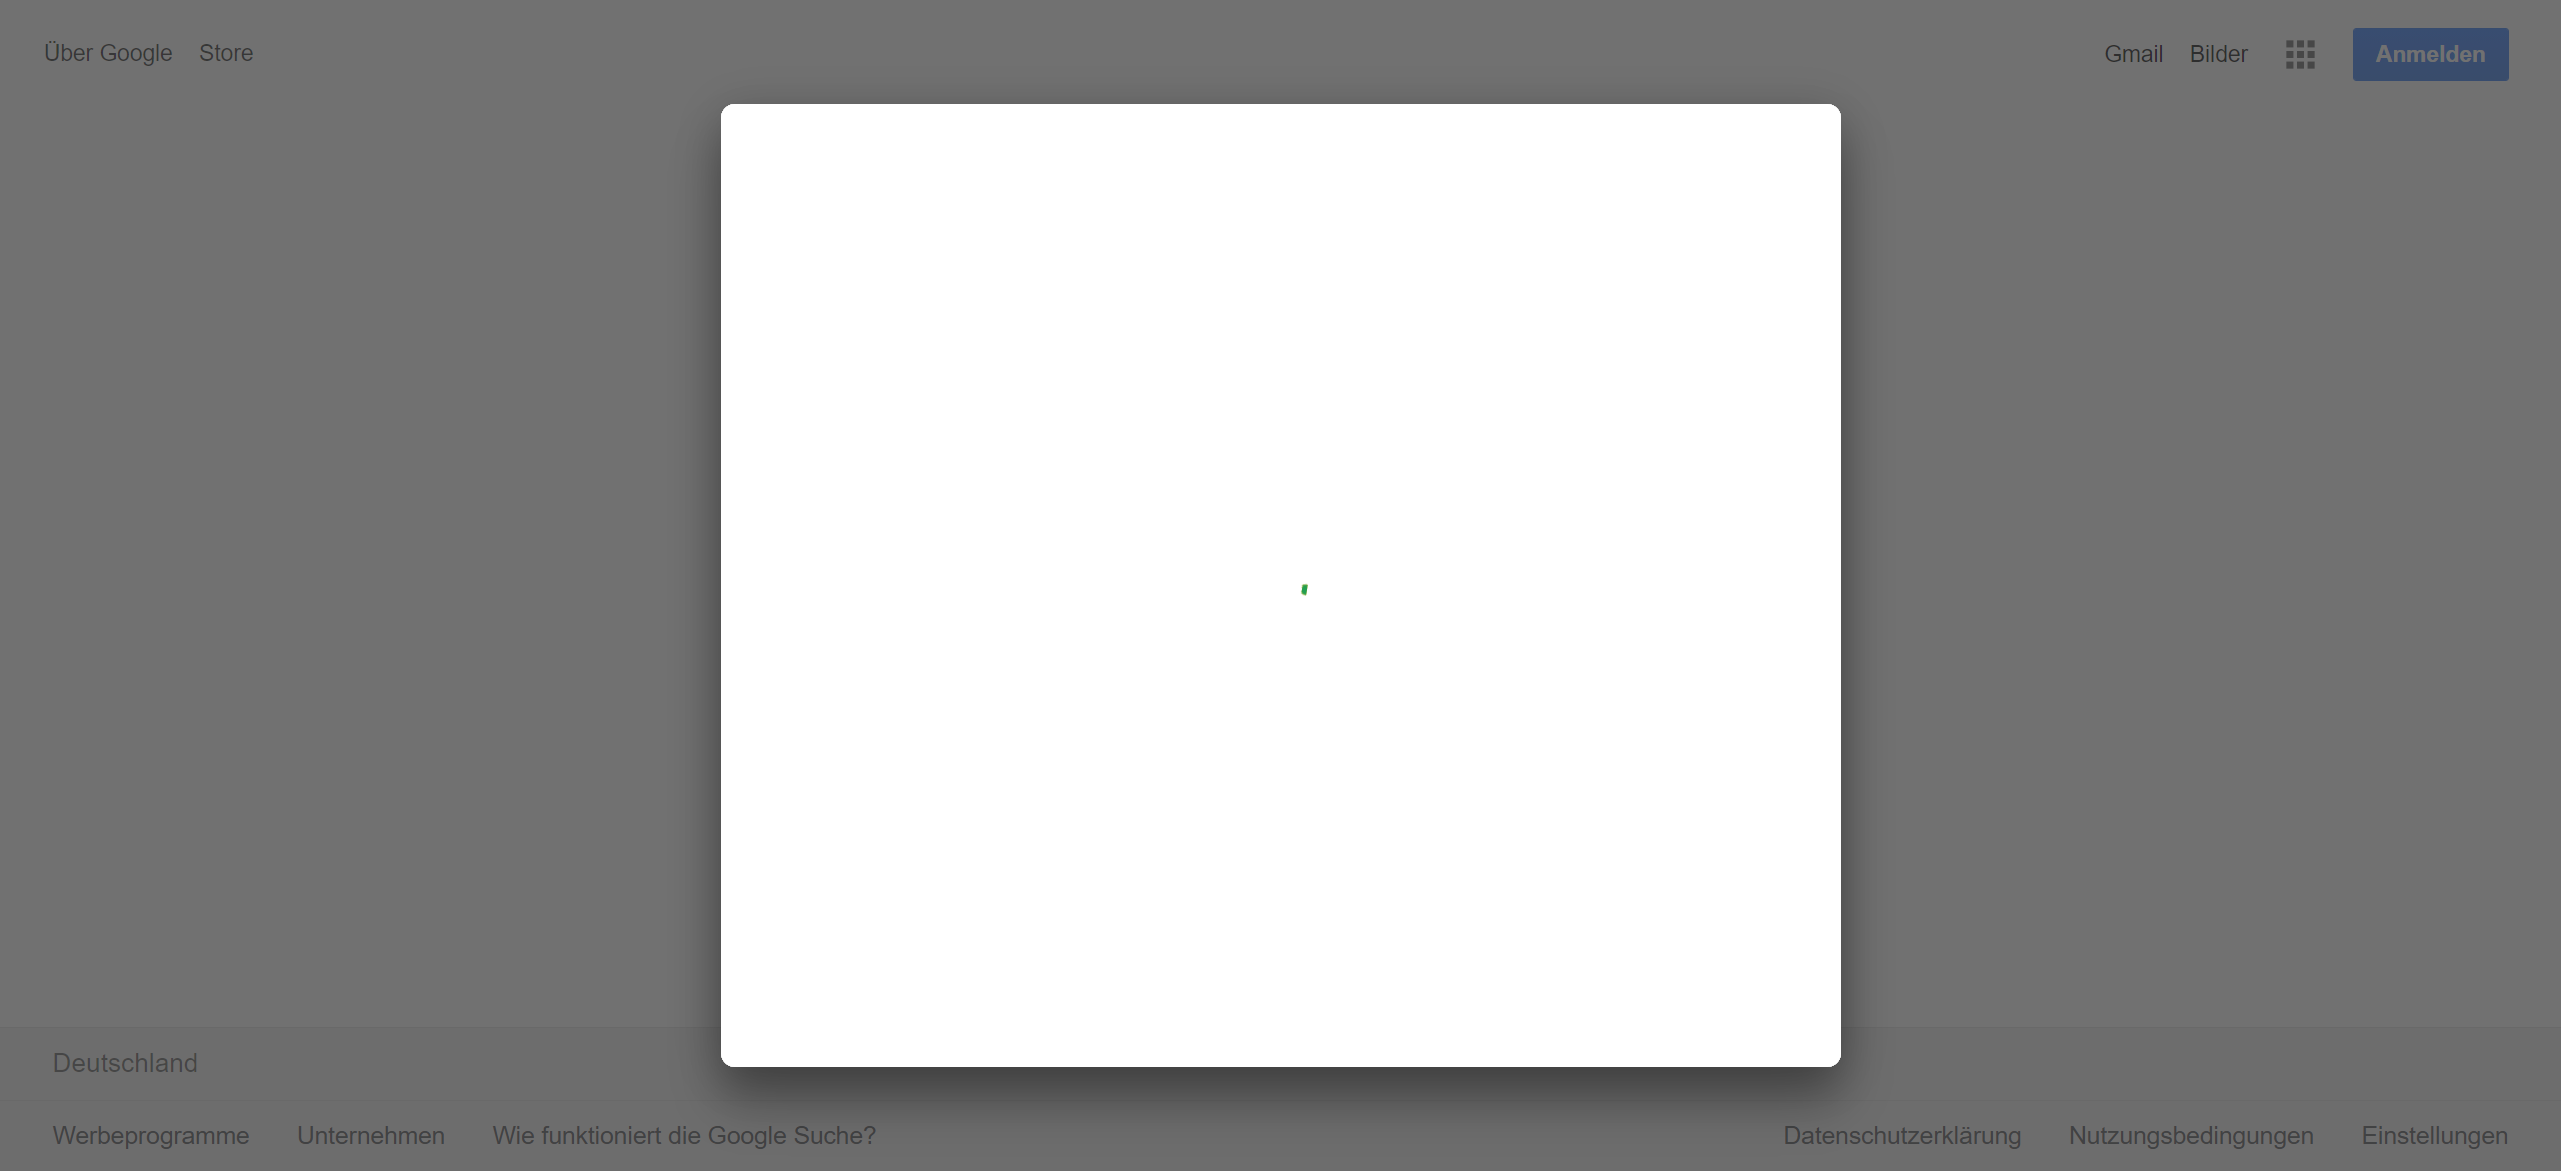 Über Google Store Gmail Bilder Anmelden
Deutschland
Werbeprogramme Unternehmen Wie funktioniert die Google Suche? Datenschutzerklärung Nutzungsbedingungen Einstellungen